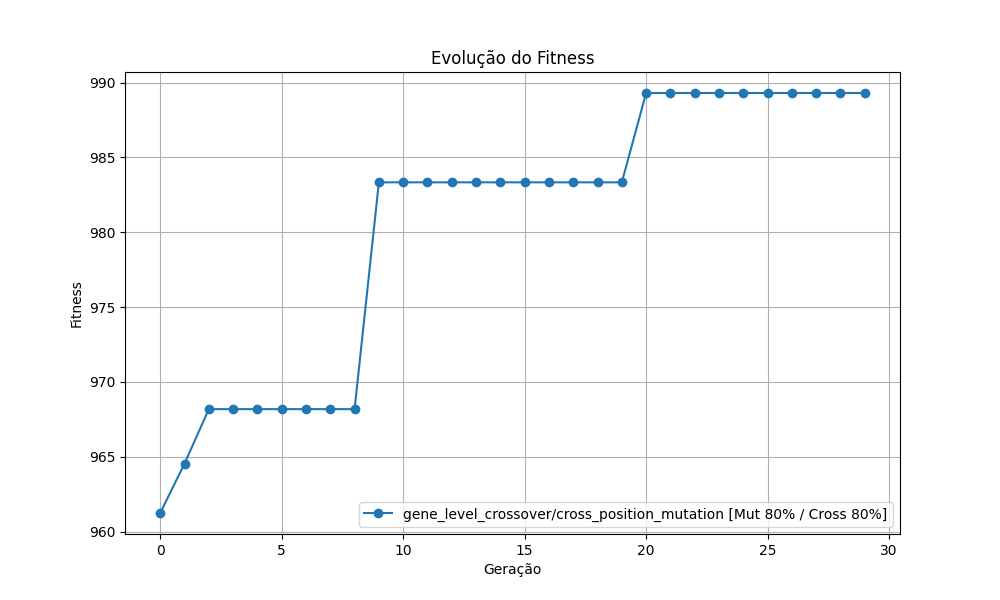 Evolução do Fitness
990
985
980
975
970
965
960
Fitness
0 5 10 15 20 25 30
Geração
gene_level_crossover/cross_position_mutation [Mut 80% / Cross 80%]